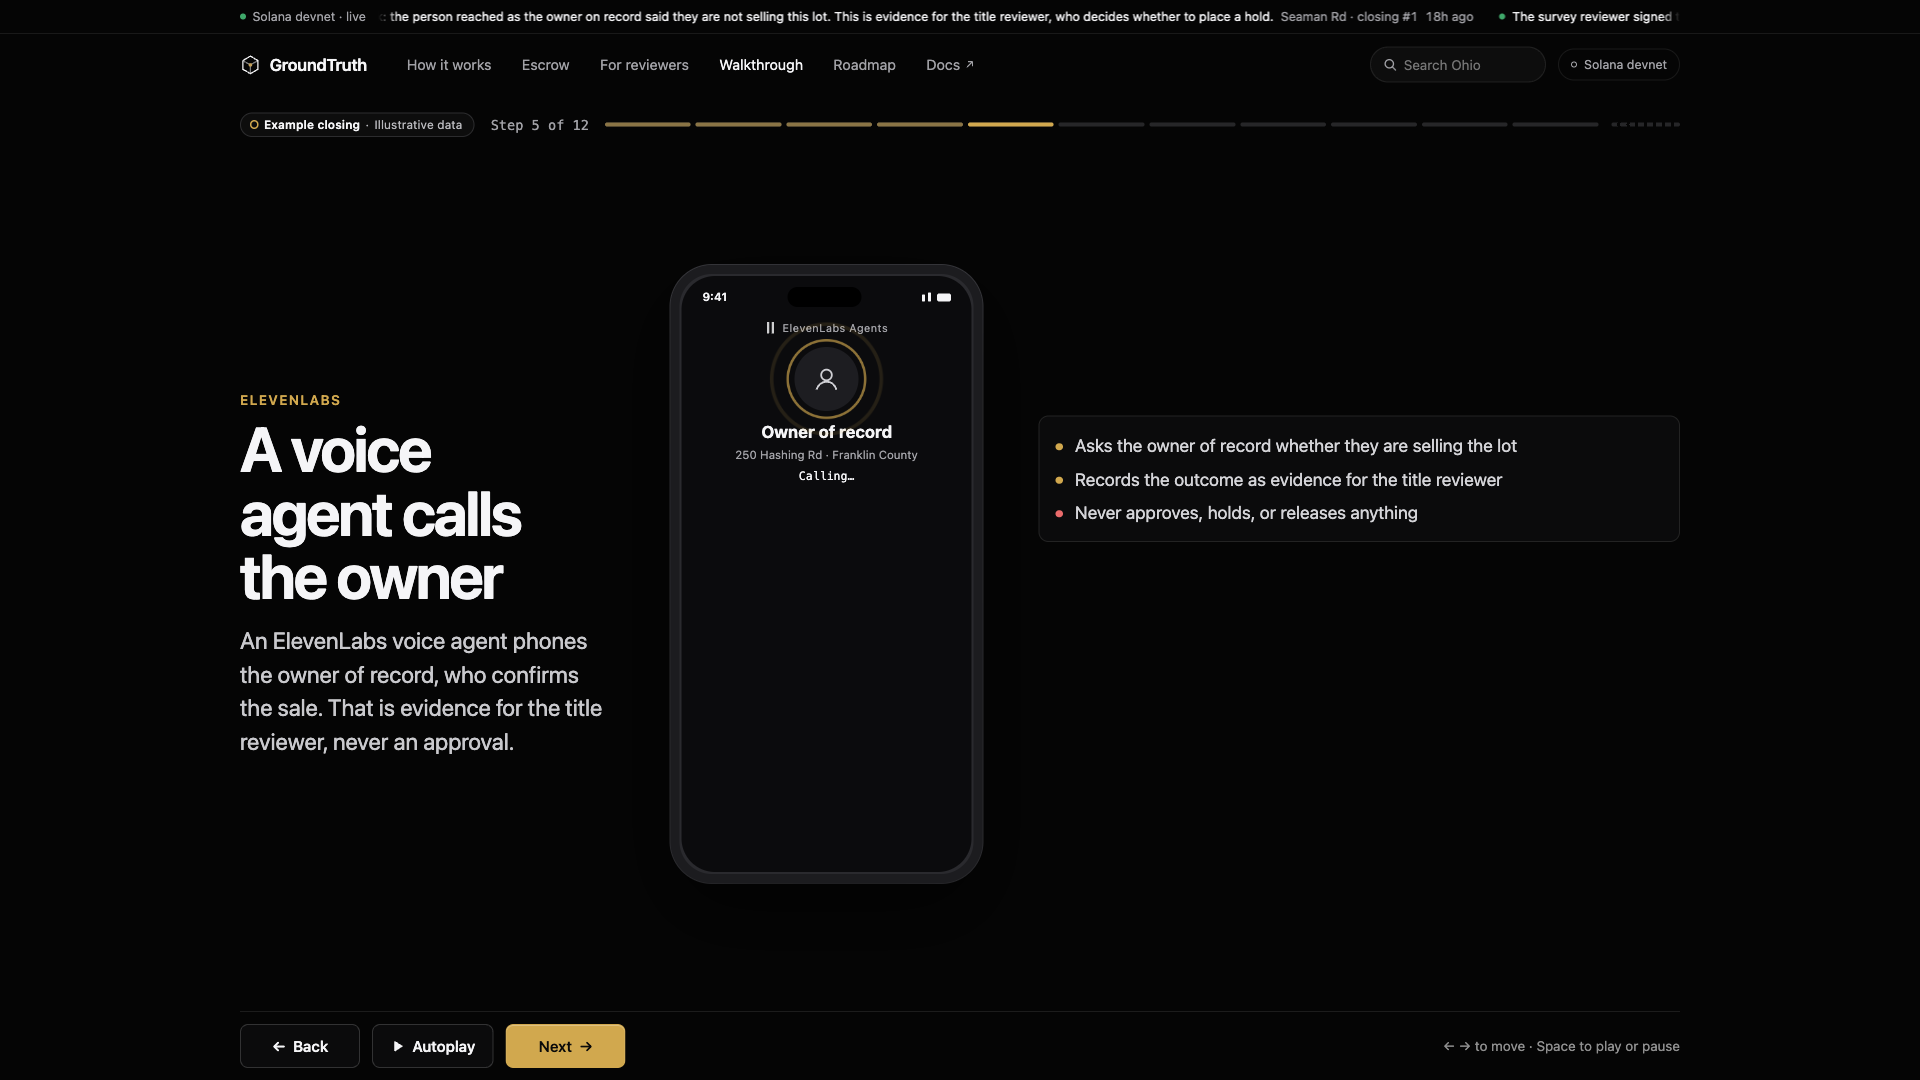 Solana devnet · live
the person reached as the owner on record said they are not selling this lot. This is evidence for the title reviewer, who decides whether to place a hold. Seaman Rd · closing #1 18h ago
The survey reviewer signed
GroundTruth
How it works
Escrow
For reviewers
Walkthrough
Roadmap
Docs ↗
Search Ohio
Solana devnet
Example closing · Illustrative data
Step 5 of 12
9:41
ElevenLabs Agents
Owner of record
250 Hashing Rd · Franklin County
Calling…
ELEVENLABS
A voice
agent calls
the owner
An ElevenLabs voice agent phones
the owner of record, who confirms
the sale. That is evidence for the title
reviewer, never an approval.
Asks the owner of record whether they are selling the lot
Records the outcome as evidence for the title reviewer
Never approves, holds, or releases anything
← Back
Autoplay
Next →
← → to move · Space to play or pause